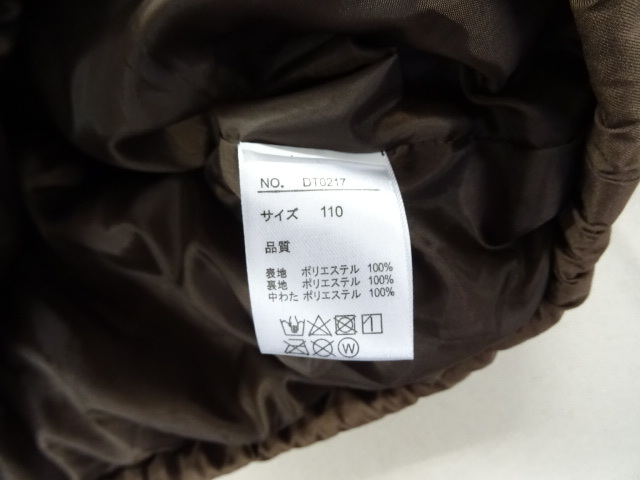 NO. DT0217
サイズ 110
品質
表地 ポリエステル 100%
裏地 ポリエステル 100%
中わた ポリエステル 100%
W